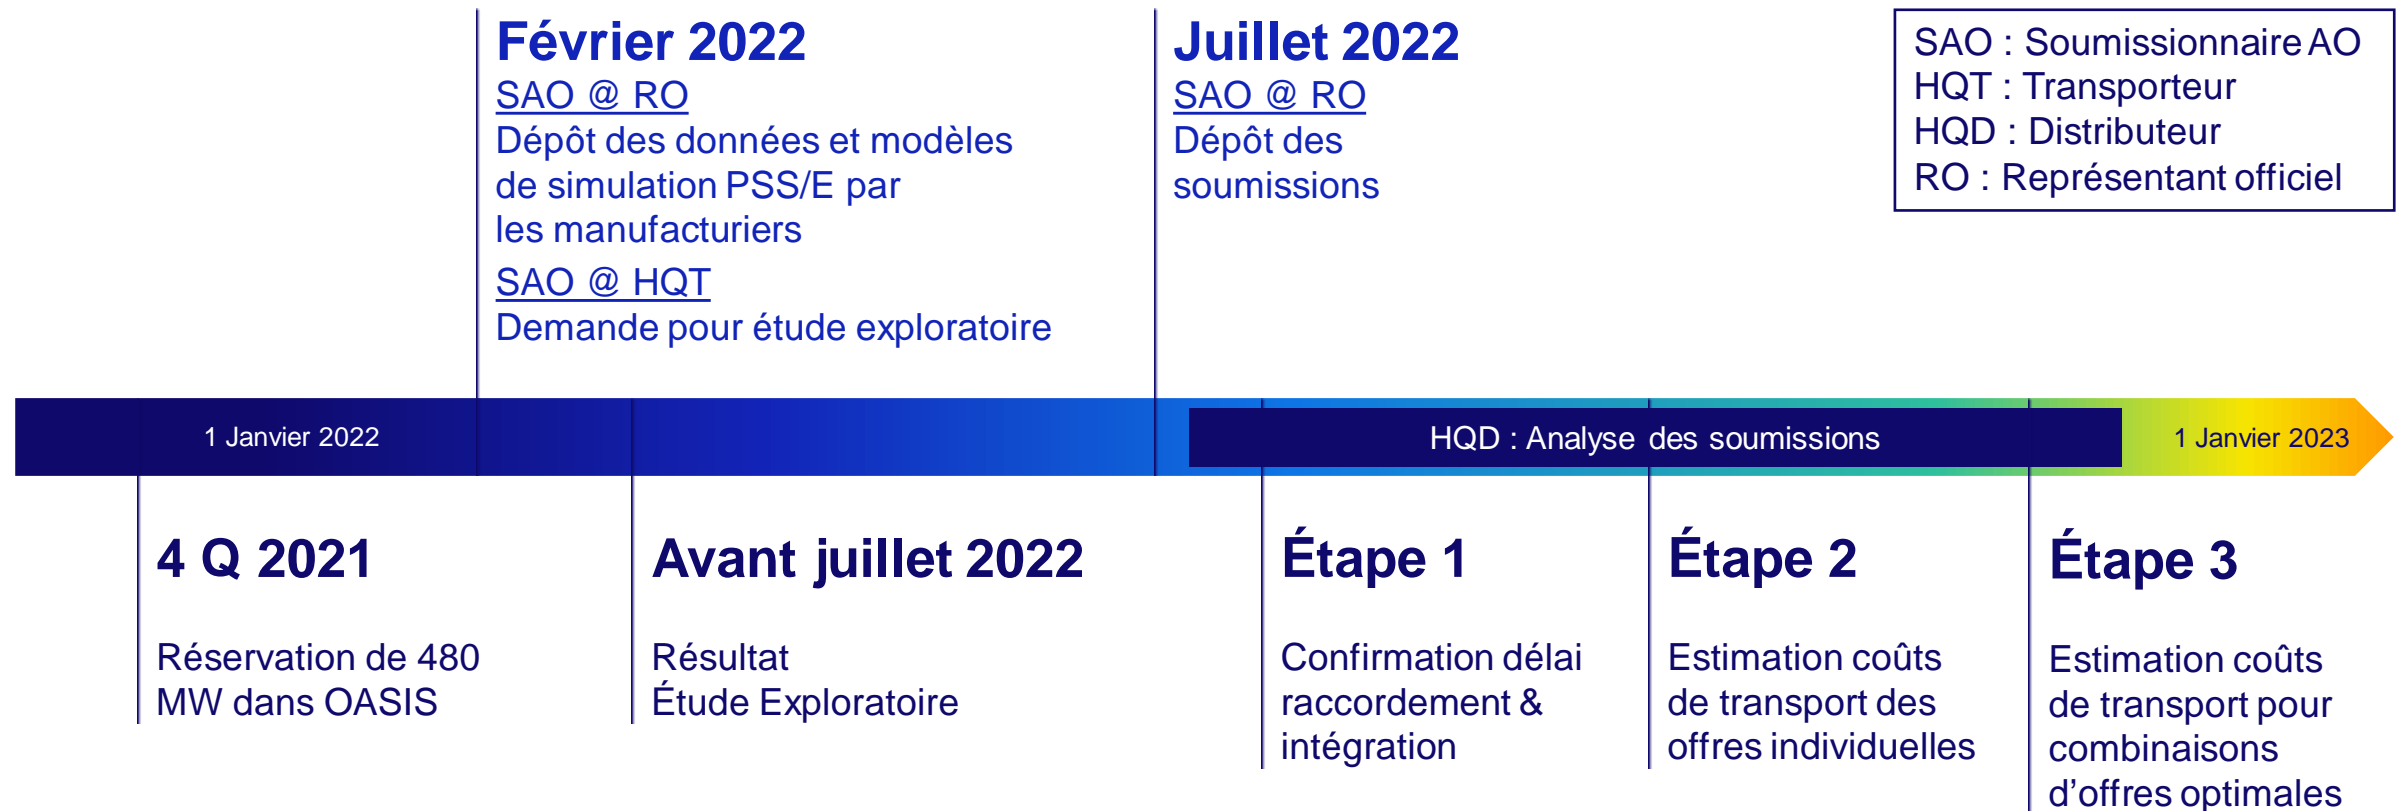 Février 2022
SAO @ RO
Dépôt des données et modèles
de simulation PSS/E par
les manufacturiers
SAO @ HQT
Demande pour étude exploratoire
Juillet 2022
SAO @ RO
Dépôt des
soumissions
SAO : Soumissionnaire AO
HQT : Transporteur
HQD : Distributeur
RO : Représentant officiel
1 Janvier 2022
HQD : Analyse des soumissions
1 Janvier 2023
4 Q 2021
Réservation de 480
MW dans OASIS
Avant juillet 2022
Résultat
Étude Exploratoire
Étape 1
Confirmation délai
raccordement &
intégration
Étape 2
Estimation coûts
de transport des
offres individuelles
Étape 3
Estimation coûts
de transport pour
combinaisons
d'offres optimales